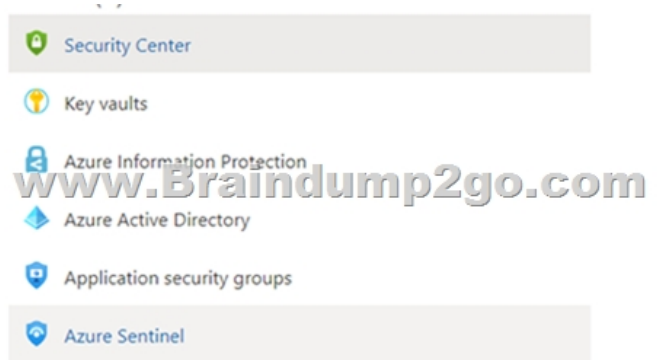 Security Center
Key vaults
Azure Information Protection
www.Braindump2go.com
Azure Active Directory
Application security groups
Azure Sentinel